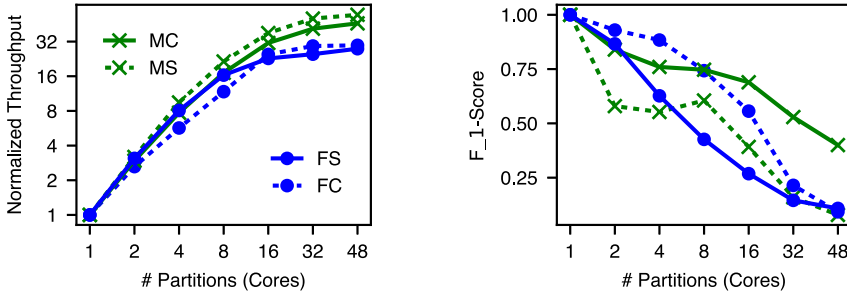 Normalized Throughput
32
16
8
4
2
1
MC
MS
FS
FC
1 2 4 8 16 32 48
# Partitions (Cores)
F_1-Score
1.00
0.75
0.50
0.25
1 2 4 8 16 32 48
# Partitions (Cores)